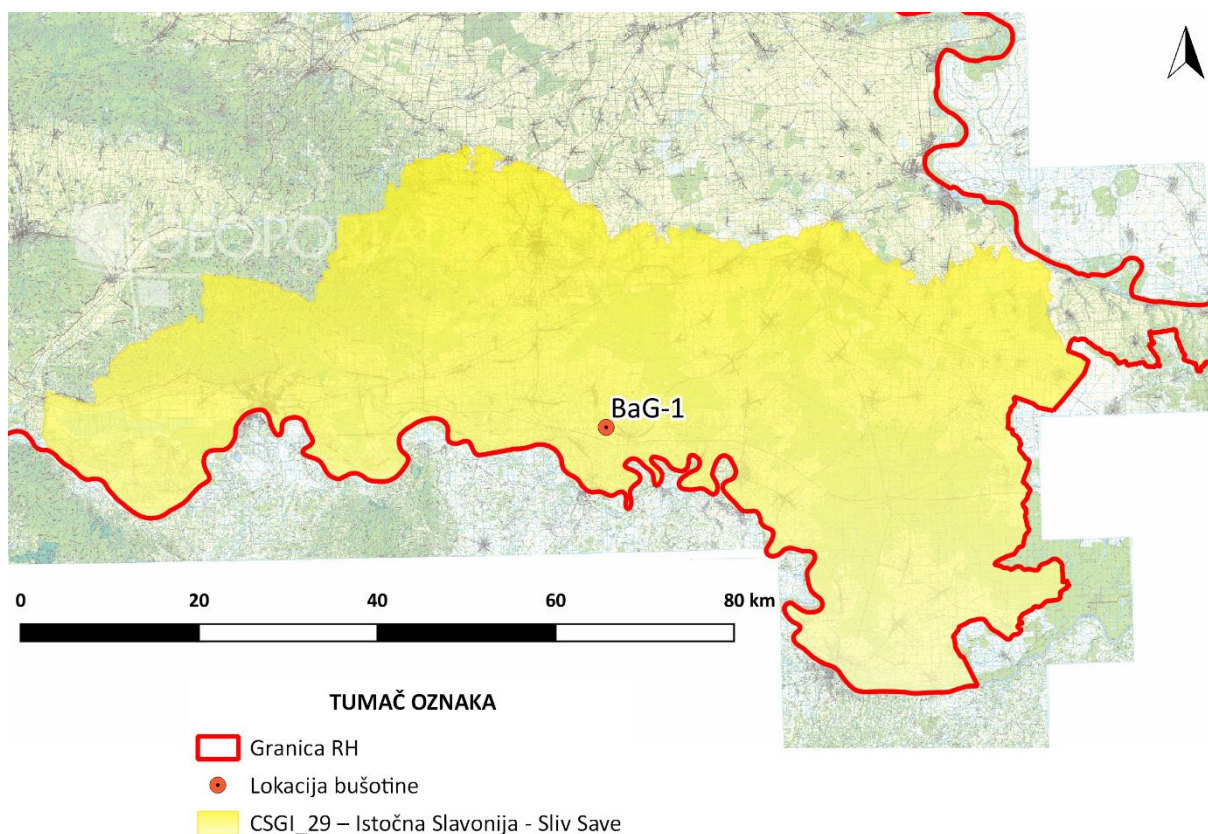 GEOPORTAL
BaG-1
0 20 40 60 80 km
TUMAČ OZNAKA
Granica RH
Lokacija bušotine
CSGI_29 – Istočna Slavonija - Sliv Save